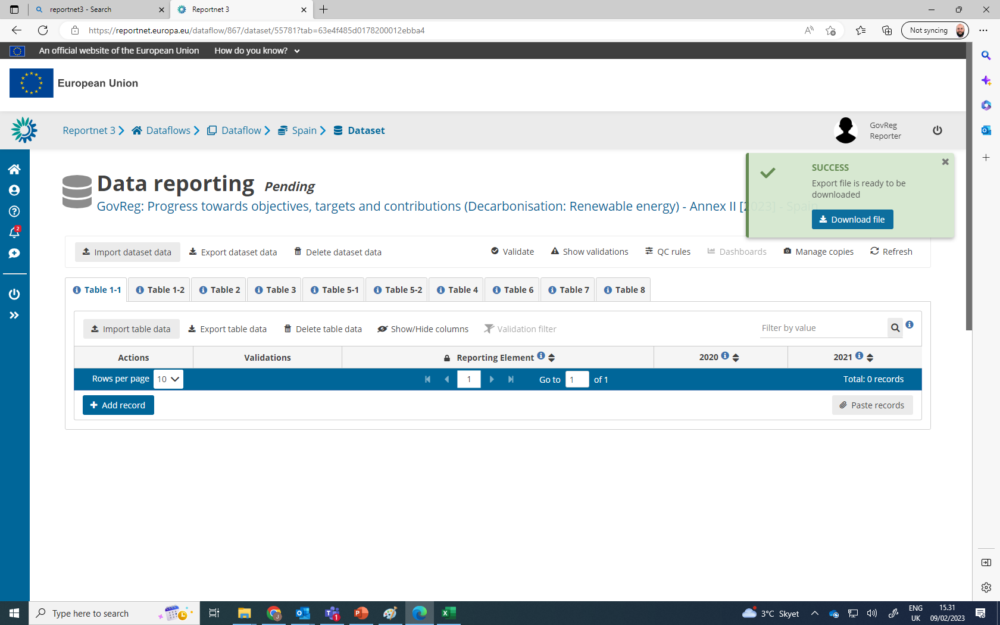 reportnet3 - Search
Reportnet 3
https://reportnet.europa.eu/dataflow/867/dataset/55781?tab=63e4f485d0178200012ebba4
Not syncing
An official website of the European Union
How do you know?
European Union
Reportnet 3
Dataflows
Dataflow
Spain
Dataset
GovReg
Reporter
2
SUCCESS
Export file is ready to be
downloaded
Download file
Data reporting Pending
GovReg: Progress towards objectives, targets and contributions (Decarbonisation: Renewable energy) - Annex II [2023] - Spain
Import dataset data
Export dataset data
Delete dataset data
Validate
Show validations
QC rules
Dashboards
Manage copies
Refresh
Table 1-1
Table 1-2
Table 2
Table 3
Table 5-1
Table 5-2
Table 4
Table 6
Table 7
Table 8
Import table data
Export table data
Delete table data
Show/Hide columns
Validation filter
Filter by value
Actions
Validations
Reporting Element
2020
2021
Rows per page 10
1
Go to 1 of 1
Total: 0 records
Add record
Paste records
Type here to search
1
3°C Skyet
ENG
UK
15.31
09/02/2023